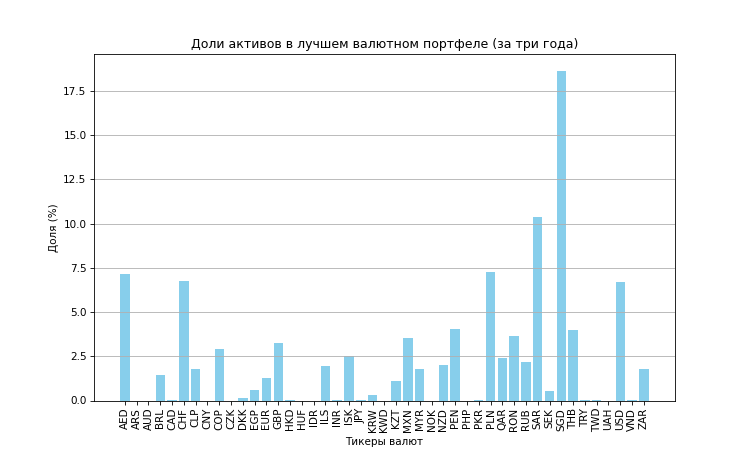 Доли активов в лучшем валютном портфеле (за три года)
Доля (%)
17.5
15.0
12.5
10.0
7.5
5.0
2.5
0.0
AED ARS AUD BRL CAD CHF CLP CNY COP CZK DKK EGP EUR GBP HKD HUF IDR ILS INR ISK JPY KRW KWD KZT MXN MYR NOK NZD PEN PHP PKR PLN QAR RON RUB SAR SEK SGD THB TRY TWD UAH USD VND ZAR
Тикеры валют